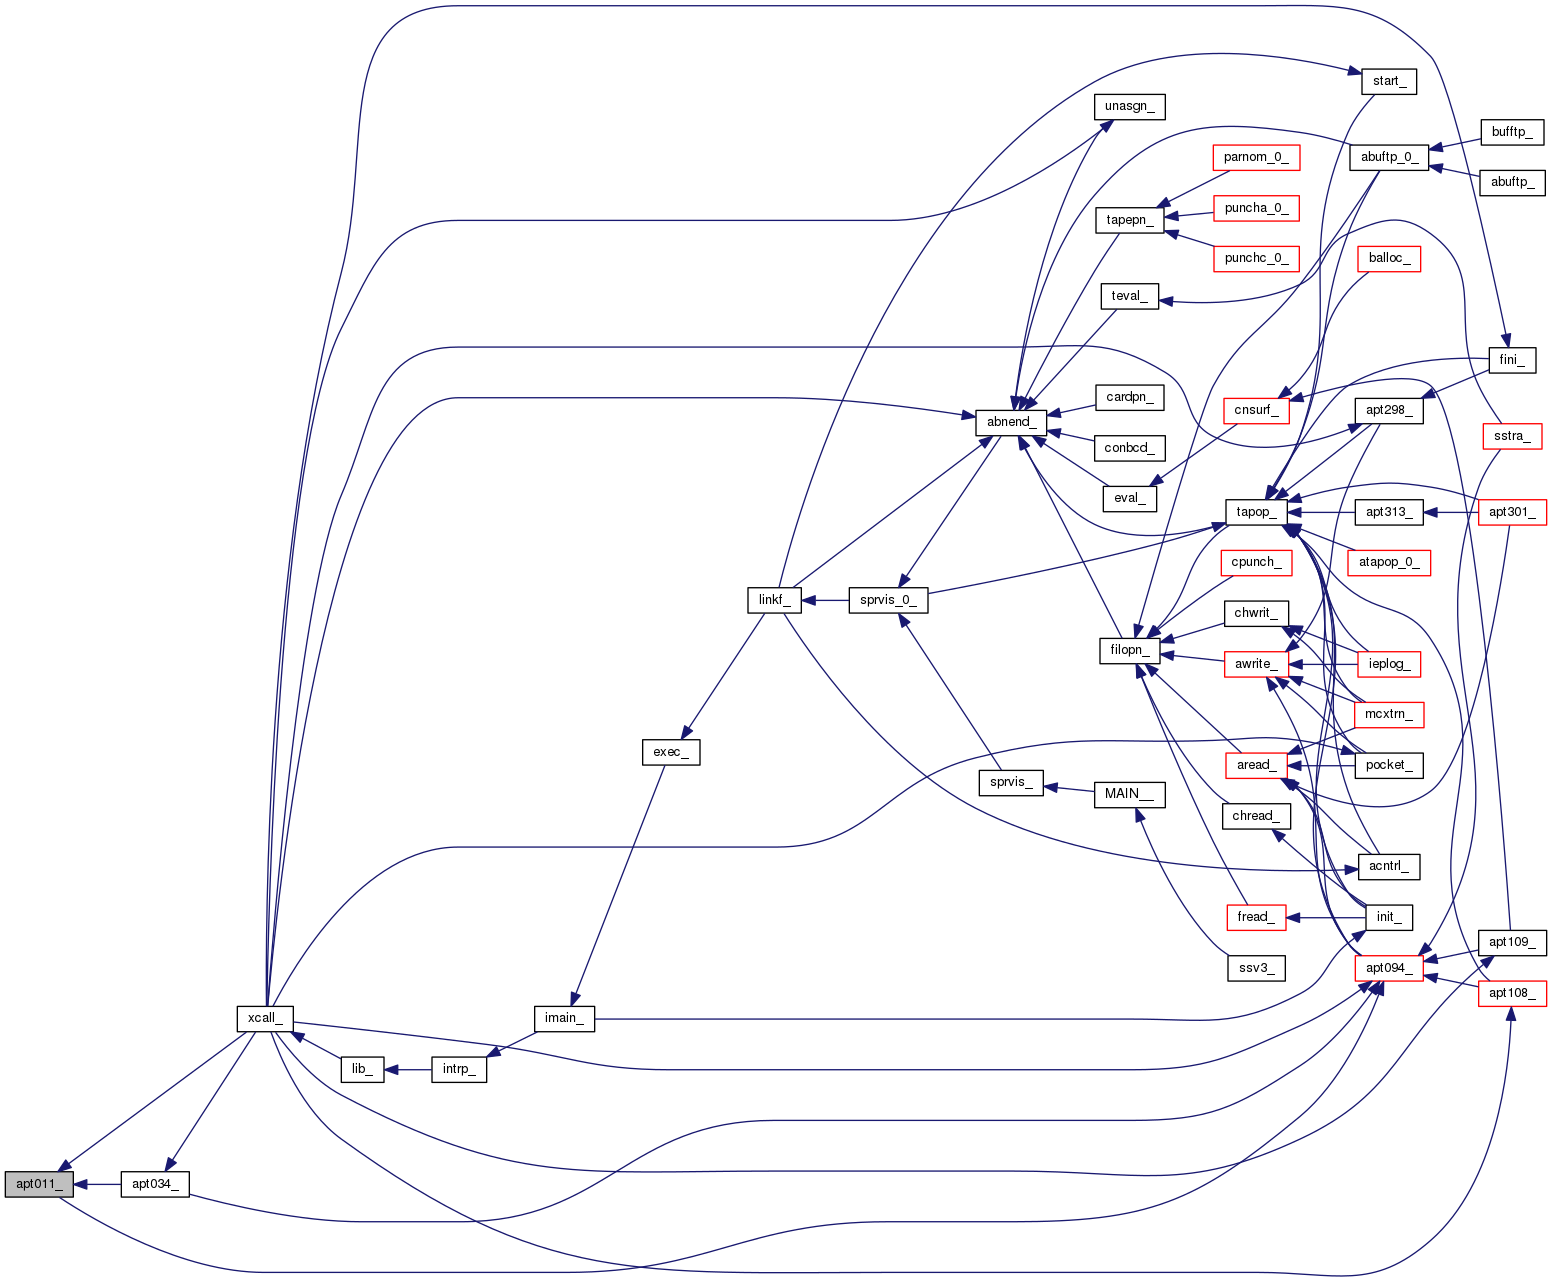 start_
unasgn_
bufftp_
parnom_0_
abuftp_0_
abuftp_
puncha_0_
tapepn_
punchc_0_
balloc_
teval_
fini_
cardpn_
cnsurf_
apt298_
abnend_
sstra_
conbcd_
eval_
tapop_
apt313_
apt301_
cpunch_
atapop_0_
linkf_
sprvis_0_
chwrit_
filopn_
awrite_
ieplog_
mcxtrn_
exec_
aread_
pocket_
sprvis_
MAIN__
chread_
acntrl_
fread_
init_
apt109_
ssv3_
apt094_
apt108_
xcall_
imain_
lib_
intrp_
apt011_
apt034_